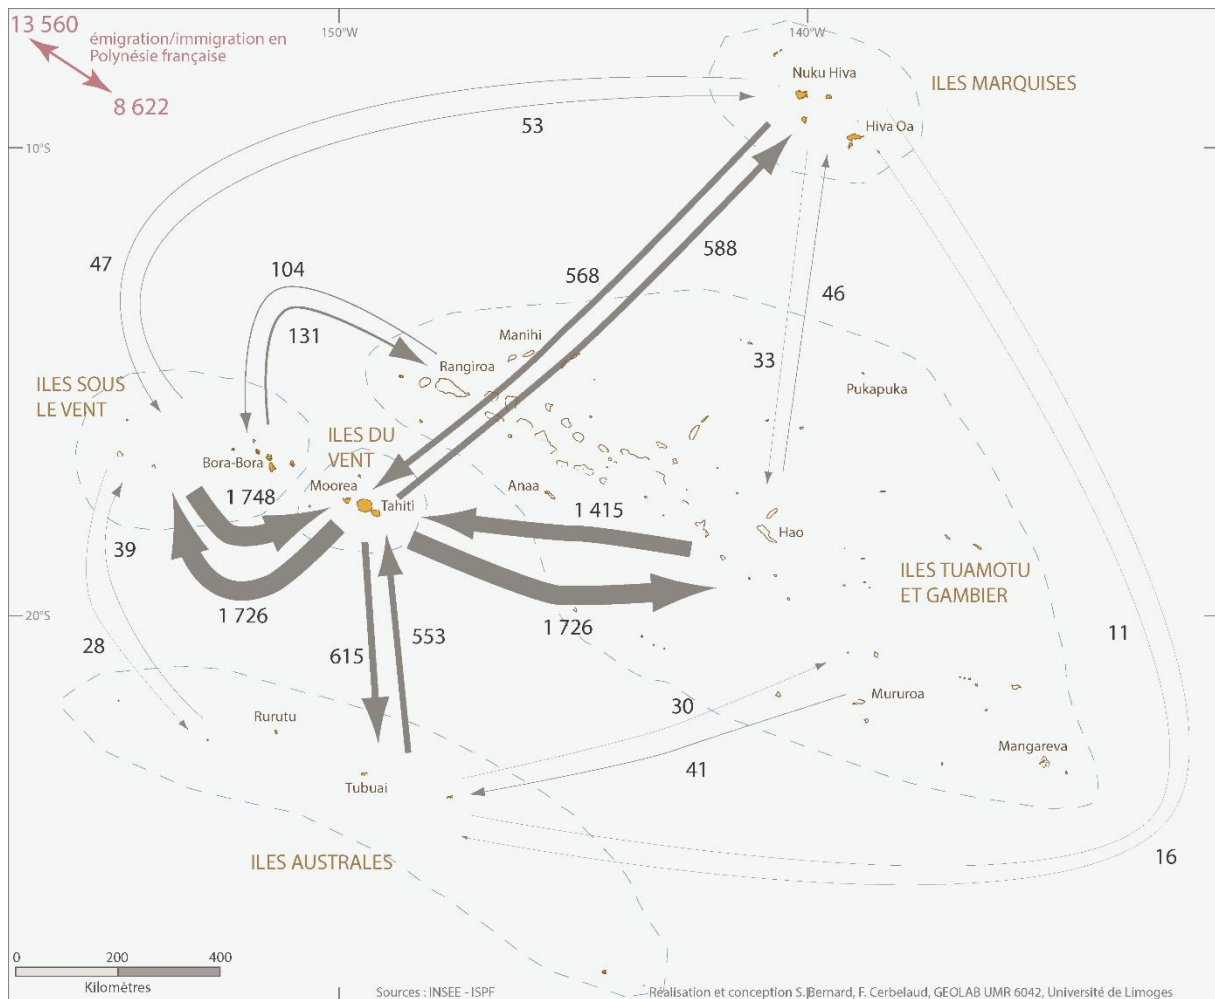 13 560
émigration/immigration en
Polynésie française
8 622
150°W
140°W
10°S
20°S
Nuku Hiva
Hiva Oa
ILES MARQUISES
53
47
568
588
46
33
104
131
Manihi
Rangiroa
Pukapuka
ILES SOUS
LE VENT
ILES DU
VENT
Bora-Bora
Moorea
Tahiti
Anaa
1 748
1 726
1 415
1 726
Hao
ILES TUAMOTU
ET GAMBIER
39
28
615
553
11
30
41
Mururoa
Mangareva
Rurutu
Tubuai
ILES AUSTRALES
16
0 200 400
Kilomètres
Sources : INSEE - ISPF
Réalisation et conception S. Bernard, F. Cerbelaud, GEOLAB UMR 6042, Université de Limoges